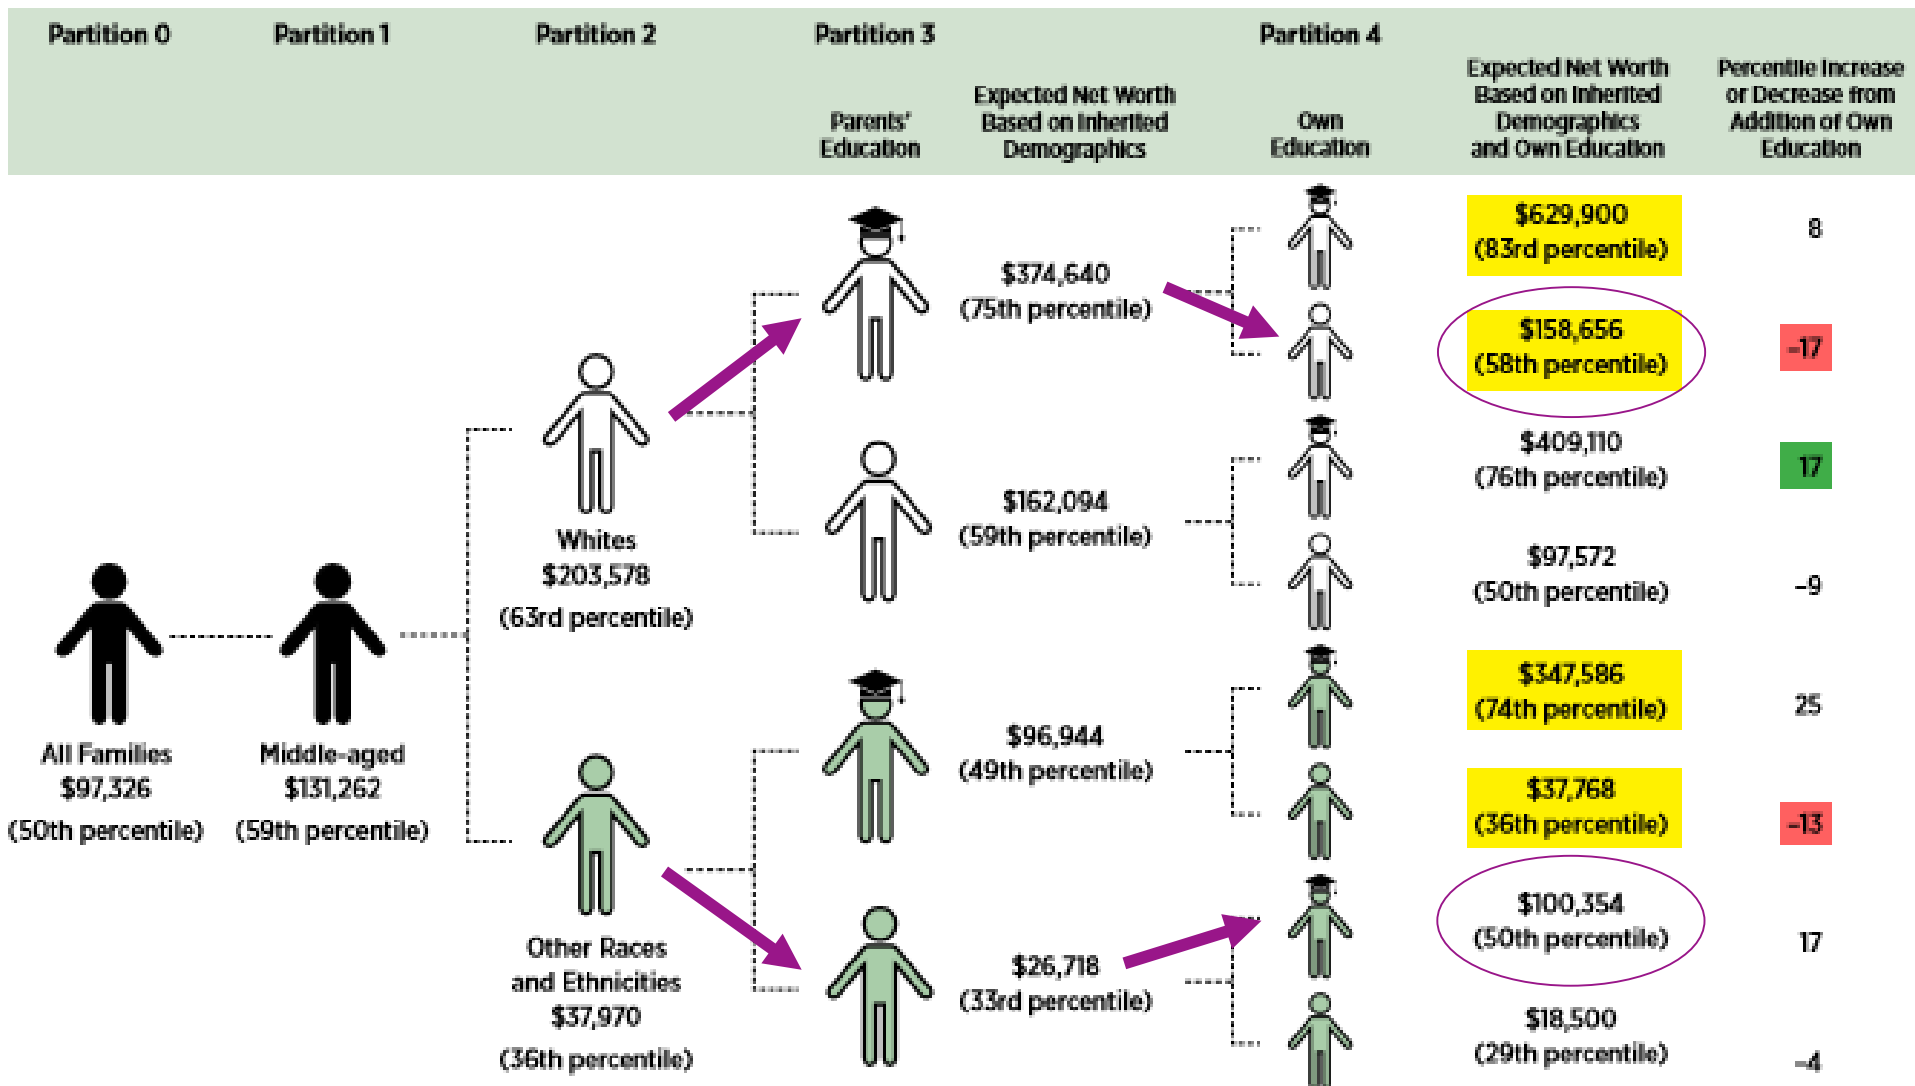 Partition 0
Partition 1
Partition 2
Partition 3
Partition 4
Parents'
Education
Expected Net Worth
Based on Inherited
Demographics
Own
Education
Expected Net Worth
Based on Inherited
Demographics
and Own Education
Percentile Increase
or Decrease from
Addition of Own
Education
All Families
$97,326
(50th percentile)
Middle-aged
$131,262
(59th percentile)
Whites
$203,578
(63rd percentile)
Other Races
and Ethnicities
$37,970
(36th percentile)
$374,640
(75th percentile)
$162,094
(59th percentile)
$96,944
(49th percentile)
$26,718
(33rd percentile)
$629,900
(83rd percentile)
8
$158,656
(58th percentile)
–17
$409,110
(76th percentile)
17
$97,572
(50th percentile)
–9
$347,586
(74th percentile)
25
$37,768
(36th percentile)
–13
$100,354
(50th percentile)
17
$18,500
(29th percentile)
–4